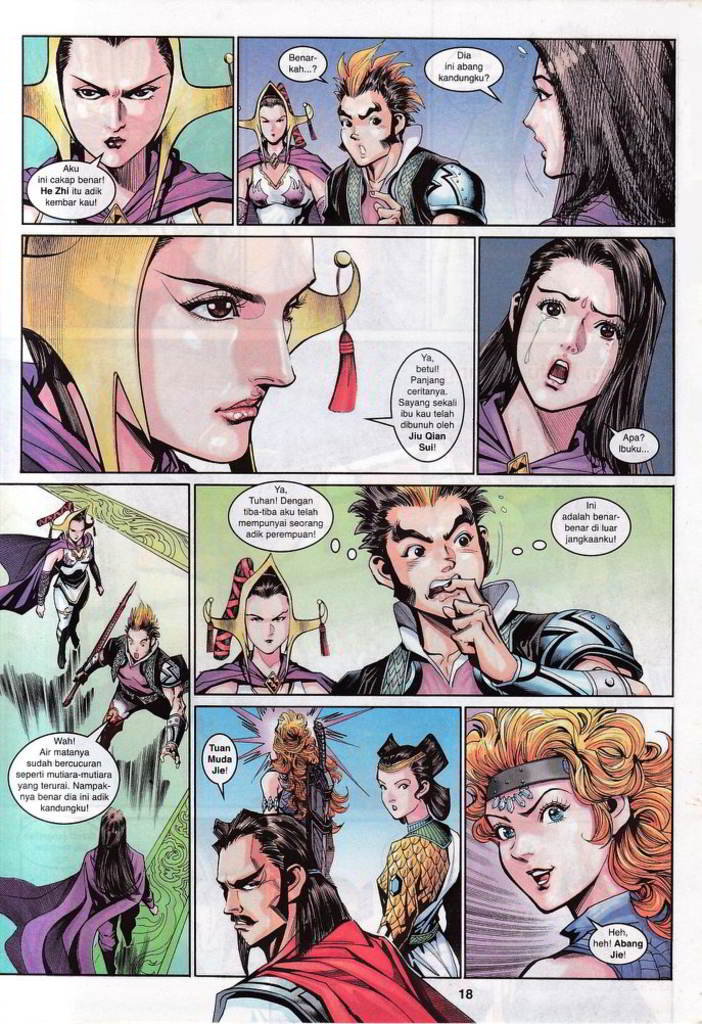 Aku
ini cakap benar!
He Zhi itu adik
kembar kau!
Benar-
kah...?
Dia
ini abang
kandungku?
Ya,
betul!
Panjang
ceritanya.
Sayang sekali
ibu kau telah
dibunuh oleh
Jiu Qian
Sui!
Apa?
Ibuku...
Wah!
Air matanya
sudah bercucuran
seperti mutiara-mutiara
yang terurai. Nampak-
nya benar dia ini adik
kandungku!
Ya,
Tuhan! Dengan
tiba-tiba aku telah
mempunyai seorang
adik perempuan!
Ini
adalah benar-
benar di luar
jangkaanku!
Tuan
Muda
Jie!
Heh,
heh! Abang
Jie!
18